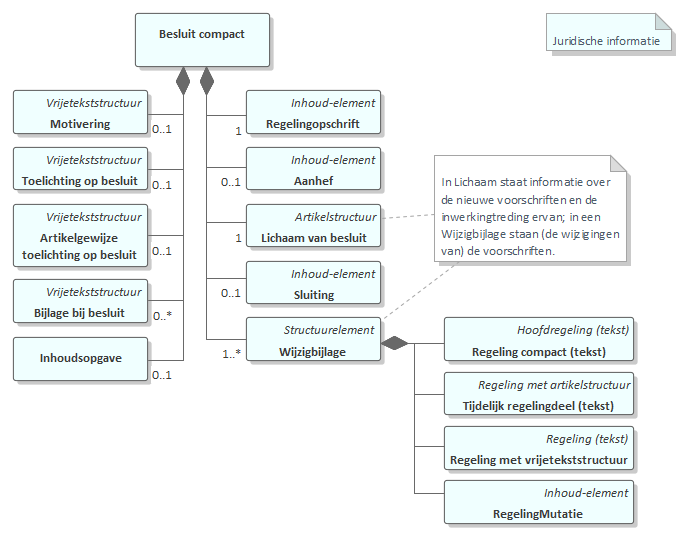 Besluit compact
Juridische informatie
Vrijetekststructuur
Motivering
0..1
Vrijetekststructuur
Toelichting op besluit
0..1
Vrijetekststructuur
Artikelgewijze
toelichting op besluit
0..1
Vrijetekststructuur
Bijlage bij besluit
0..*
Inhoudsopgave
0..1
Inhoud-element
Regelingopschrift
1
Inhoud-element
Aanhef
0..1
Artikelstructuur
Lichaam van besluit
1
Inhoud-element
Sluiting
0..1
Structuurelement
Wijzigbijlage
1..*
In Lichaam staat informatie over
de nieuwe voorschriften en de
inwerkingtreding ervan; in een
Wijzigbijlage staan (de wijzigingen
van) de voorschriften.
Hoofdregeling (tekst)
Regeling compact (tekst)
Regeling met artikelstructuur
Tijdelijk regelingdeel (tekst)
Regeling (tekst)
Regeling met vrijetekststructuur
Inhoud-element
RegelingMutatie